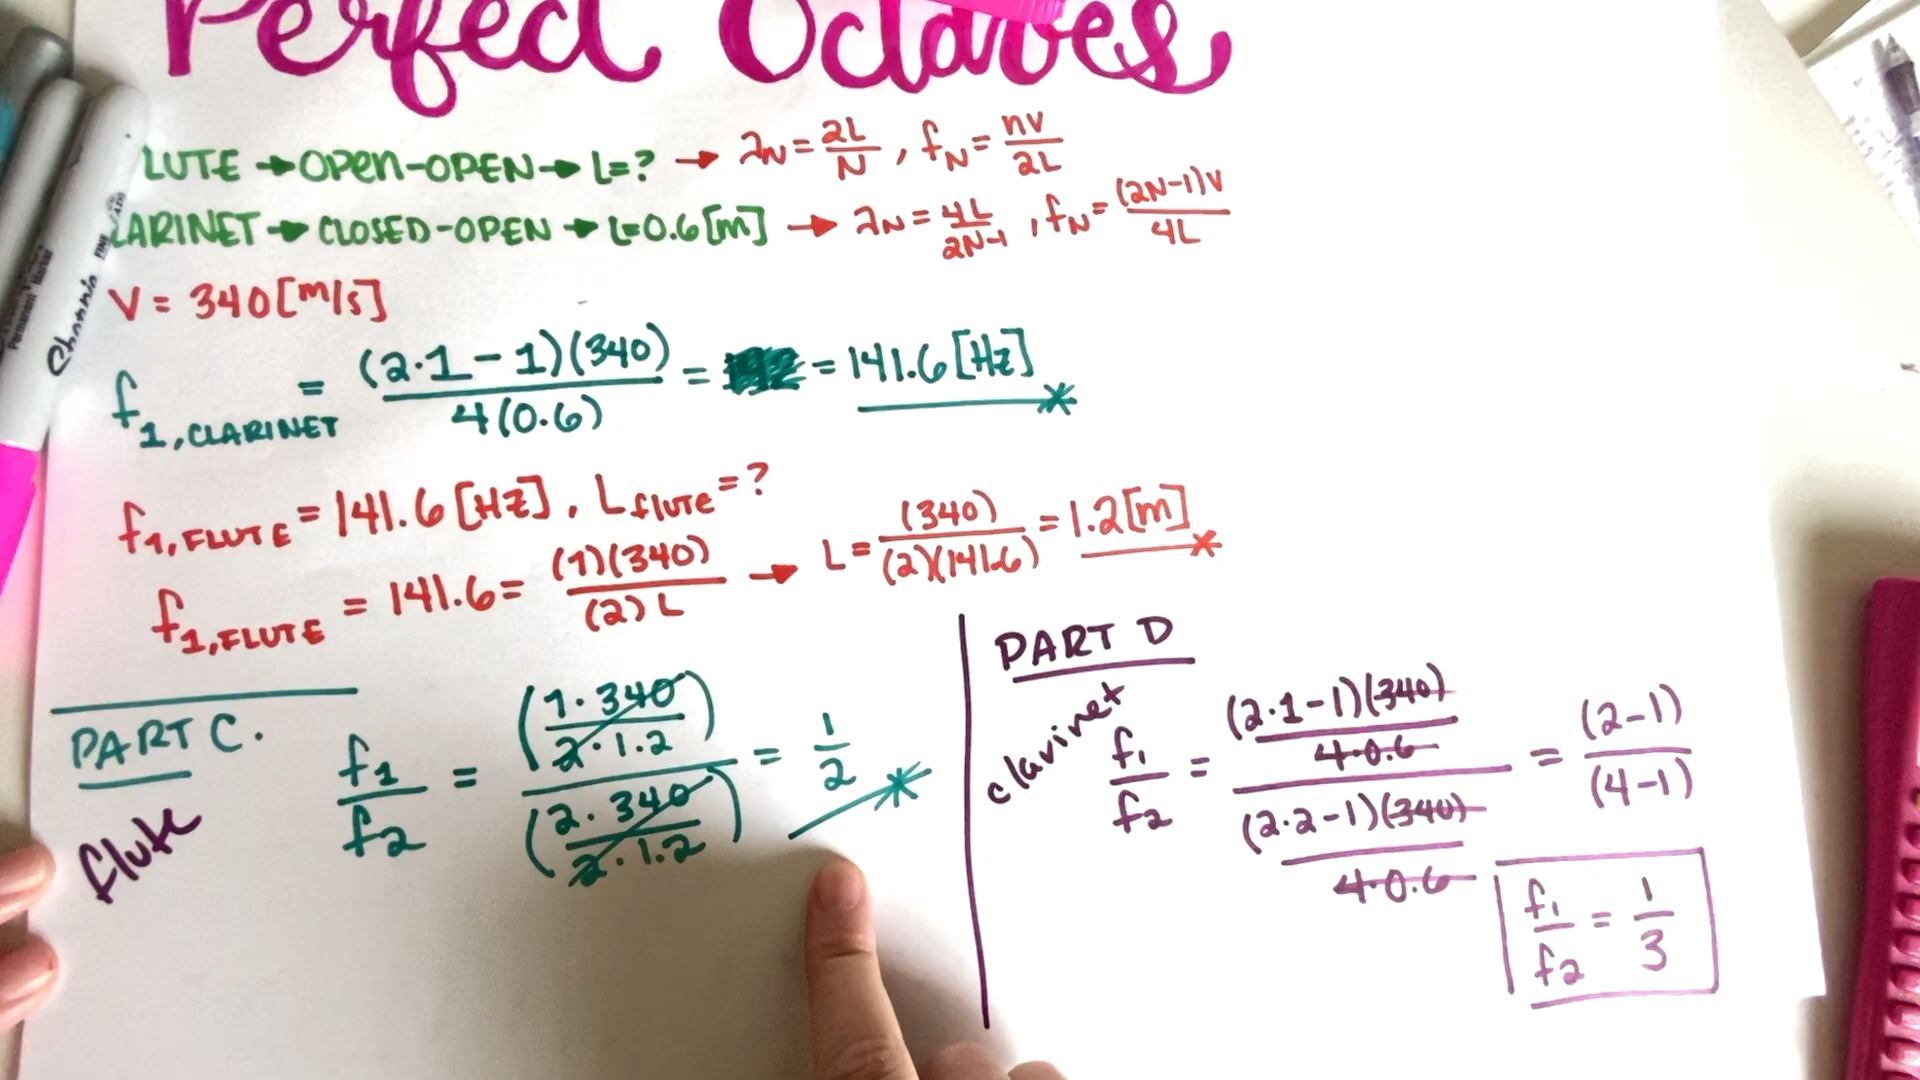 Perfect Octaves
LUTE → OPEN-OPEN → L=? → λN = 2L/N , fN = nV/2L
LARINET → CLOSED-OPEN → L=0.6[m] → λN = 4L/2N-1 , fN = (2N-1)V/4L
V = 340[m/s]
f1,CLARINET = (2·1-1)(340)/4(0.6) = = 141.6[Hz]
f1,FLUTE = 141.6[Hz], Lflute = ?
f1,FLUTE = 141.6 = (1)(340)/(2)L → L = (340)/(2)(141.6) = 1.2[m]
PART C.
flute
f1/f2 = (1·340/2·1.2)/(2·340/2·1.2) = 1/2
PART D
clarinet
f1/f2 = (2·1-1)(340)/4·0.6 / (2·2-1)(340)/4·0.6 = (2-1)/(4-1)
f1/f2 = 1/3
Channis
Permanent Marker
FINE